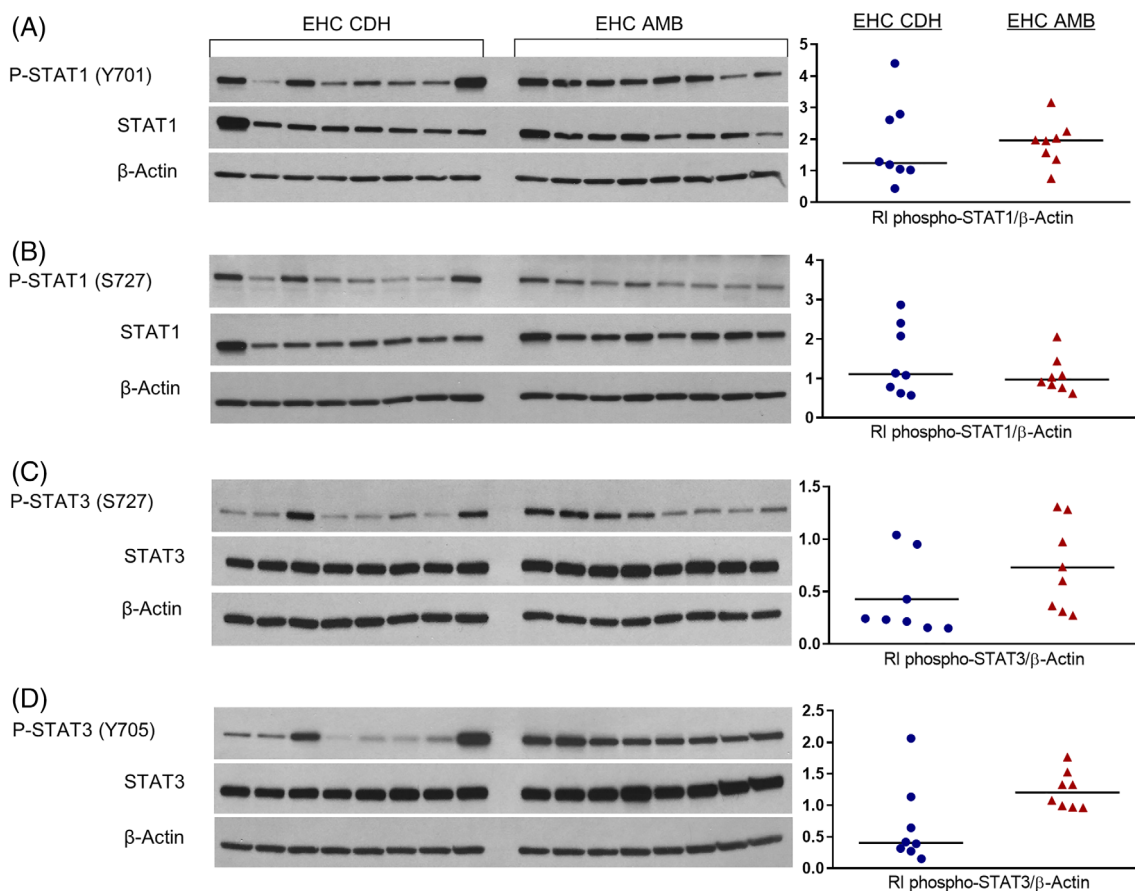 (A)
EHC CDH
EHC AMB
P-STAT1 (Y701)
STAT1
β-Actin
EHC CDH
EHC AMB
5
4
3
2
1
0
RI phospho-STAT1/β-Actin
(B)
P-STAT1 (S727)
STAT1
β-Actin
4
3
2
1
0
RI phospho-STAT1/β-Actin
(C)
P-STAT3 (S727)
STAT3
β-Actin
1.5
1.0
0.5
0.0
RI phospho-STAT3/β-Actin
(D)
P-STAT3 (Y705)
STAT3
β-Actin
2.5
2.0
1.5
1.0
0.5
0.0
RI phospho-STAT3/β-Actin